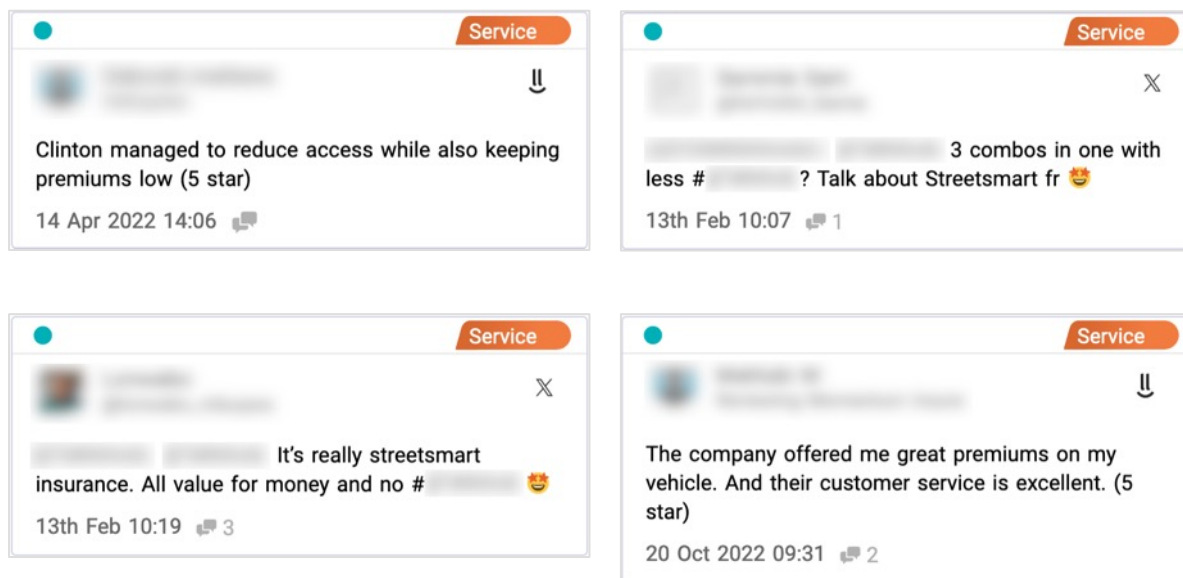 Service
Clinton managed to reduce access while also keeping
premiums low (5 star)
14 Apr 2022 14:06
Service
3 combos in one with
less # ? Talk about Streetsmart fr 🤩
13th Feb 10:07 1
Service
It's really streetsmart
insurance. All value for money and no # 🤩
13th Feb 10:19 3
Service
The company offered me great premiums on my
vehicle. And their customer service is excellent. (5
star)
20 Oct 2022 09:31 2